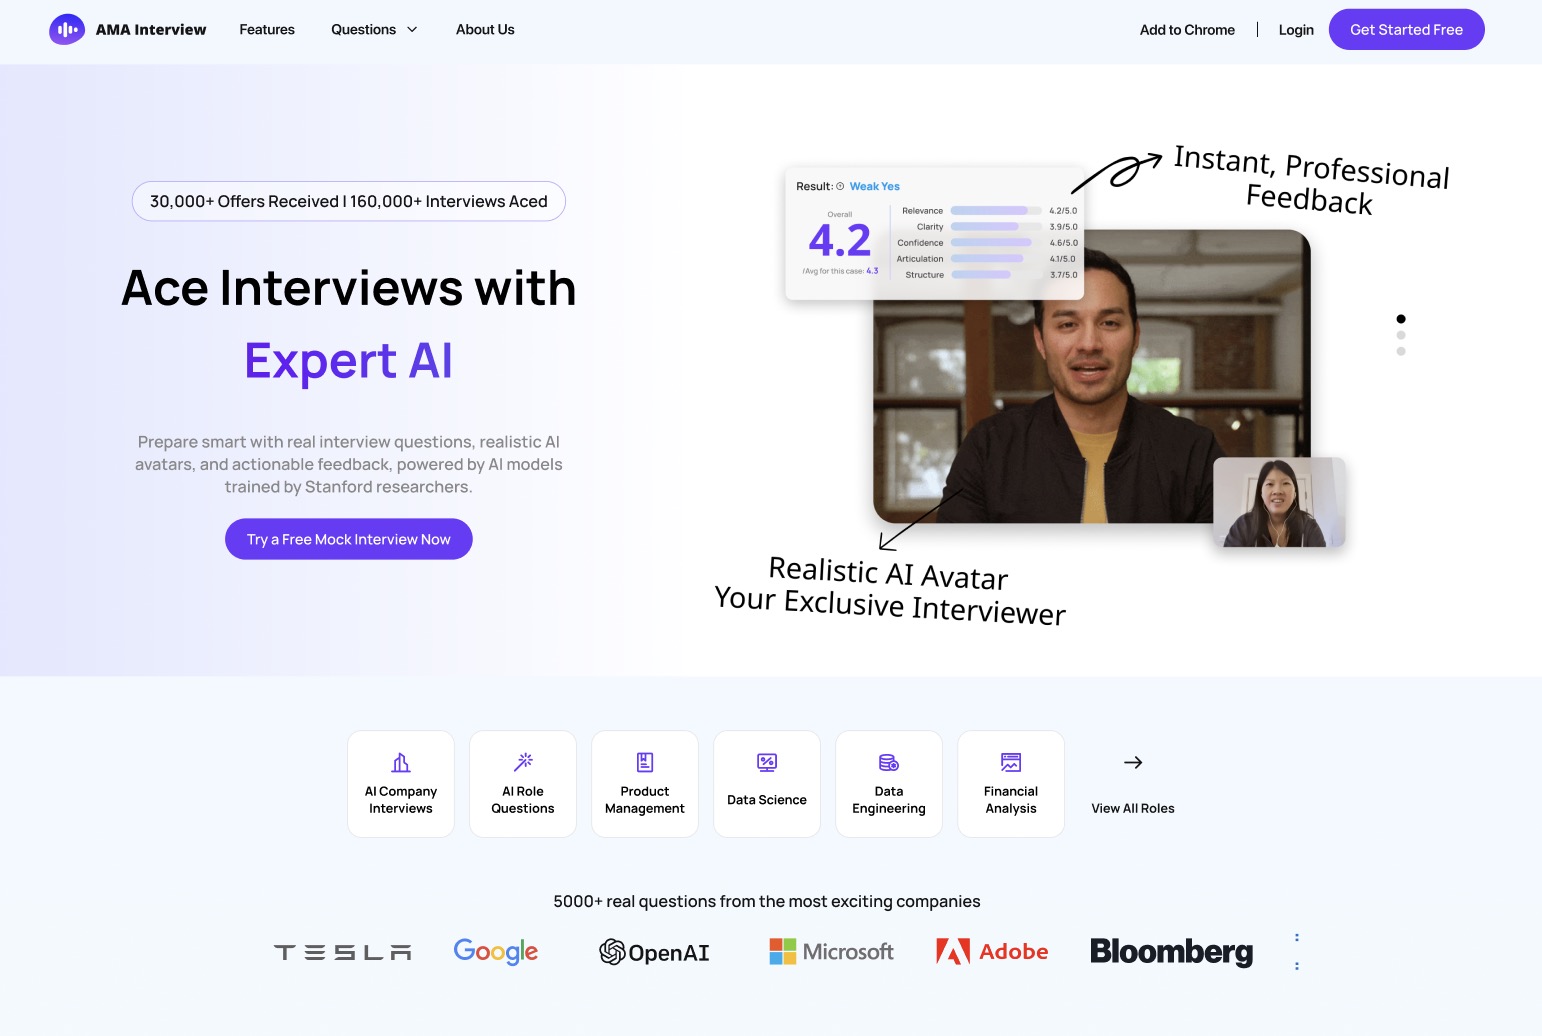 AMA Interview
Features
Questions
About Us
Add to Chrome
Login
Get Started Free
30,000+ Offers Received | 160,000+ Interviews Aced
Ace Interviews with
Expert AI
Prepare smart with real interview questions, realistic AI
avatars, and actionable feedback, powered by AI models
trained by Stanford researchers.
Try a Free Mock Interview Now
Result: Weak Yes
Overall
4.2
/Avg for this case: 4.3
Relevance 4.2/5.0
Clarity 3.9/5.0
Confidence 4.6/5.0
Articulation 4.1/5.0
Structure 3.7/5.0
Instant, Professional
Feedback
Realistic AI Avatar
Your Exclusive Interviewer
AI Company
Interviews
AI Role
Questions
Product
Management
Data Science
Data
Engineering
Financial
Analysis
View All Roles
5000+ real questions from the most exciting companies
TESLA
Google
OpenAI
Microsoft
Adobe
Bloomberg